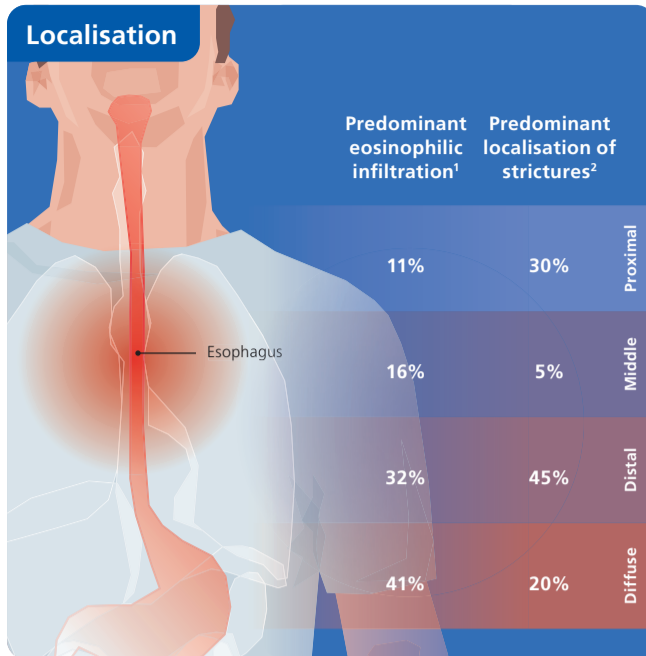 Localisation
Predominant eosinophilic infiltration¹
Predominant localisation of strictures²
11% 30% Proximal
Esophagus
16% 5% Middle
32% 45% Distal
41% 20% Diffuse